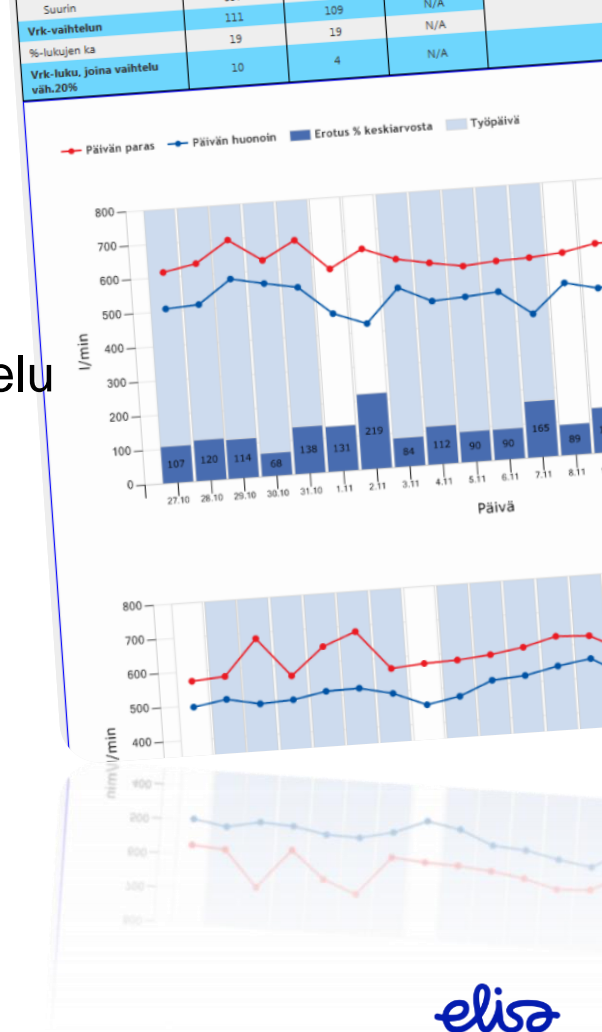 Suurin N/A
Vrk-vaihtelun 111 109 N/A
%-lukujen ka 19 19 N/A
Vrk-luku, joina vaihtelu 10 4 N/A
väh.20%
Päivän paras Päivän huonoin Erotus % keskiarvosta Työpäivä
800
700
600
500
400
300
200
100
0
l/min
elu
107 120 114 68 138 131 219 84 112 90 90 165 89
27.10 28.10 29.10 30.10 31.10 1.11 2.11 3.11 4.11 5.11 6.11 7.11 8.11
Päivä
800
700
600
500
400
l/min
elisa